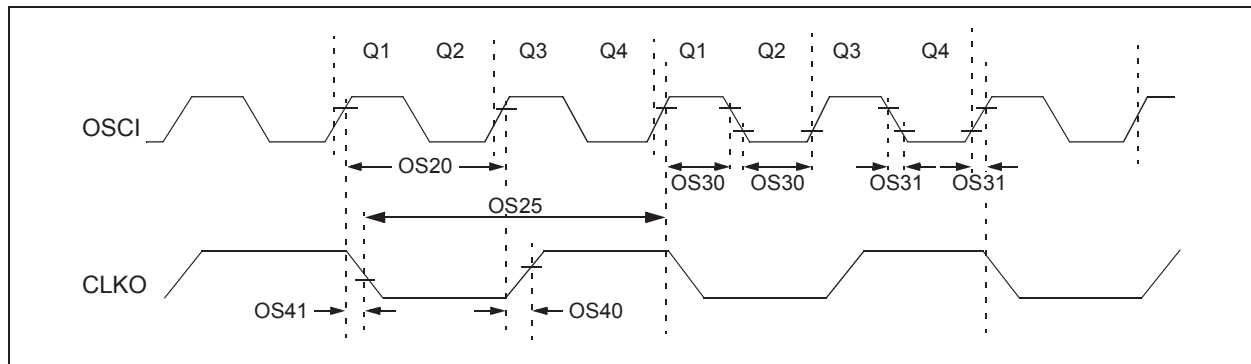 Q1 Q2 Q3 Q4 Q1 Q2 Q3 Q4
OSCI
OS20 OS30 OS30 OS31 OS31
OS25
CLKO
OS41 OS40